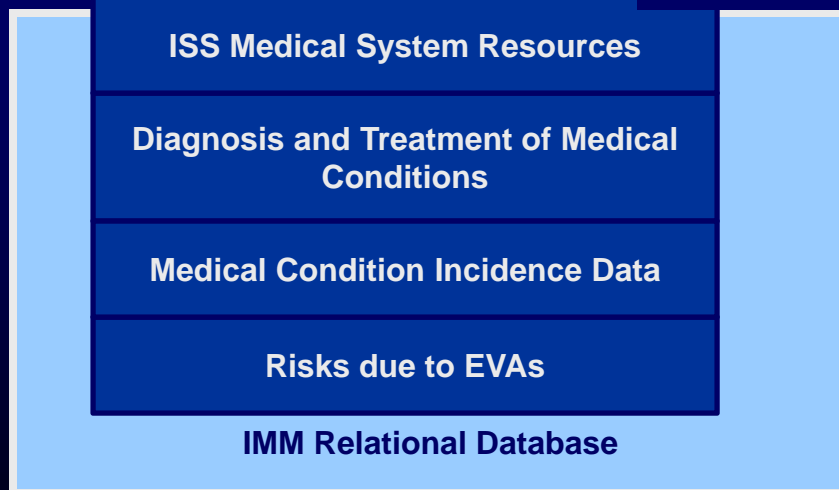 ISS Medical System Resources
Diagnosis and Treatment of Medical
Conditions
Medical Condition Incidence Data
Risks due to EVAs
IMM Relational Database